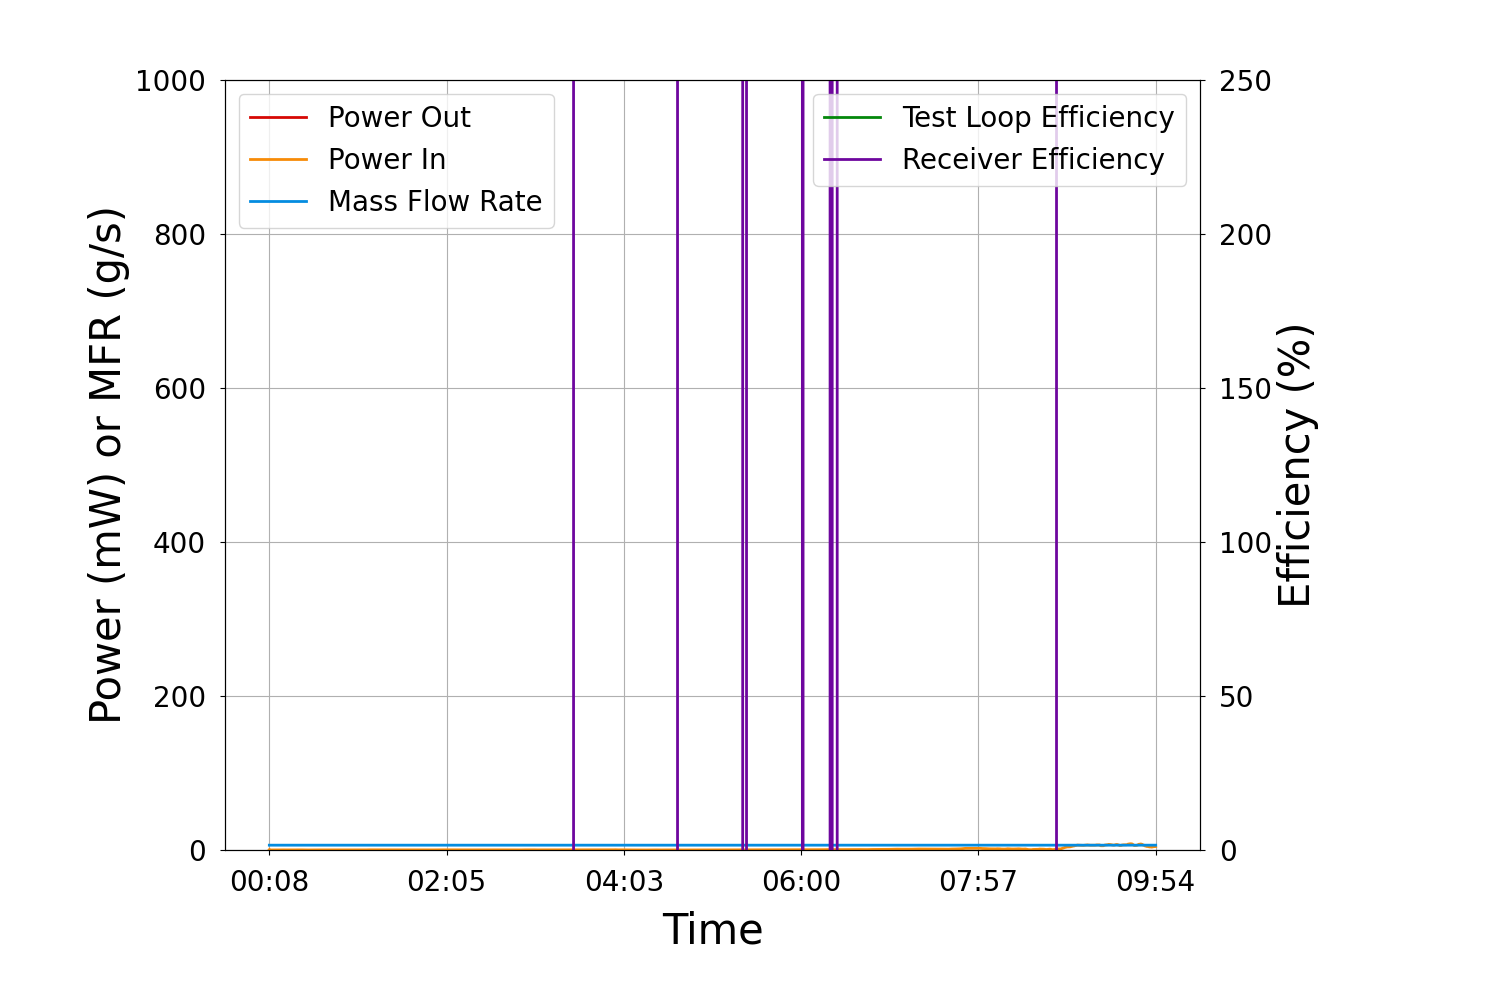 1000
800
600
400
200
0
Power (mW) or MFR (g/s)
Power Out
Power In
Mass Flow Rate
Test Loop Efficiency
Receiver Efficiency
250
200
150
100
50
0
Efficiency (%)
00:08 02:05 04:03 06:00 07:57 09:54
Time